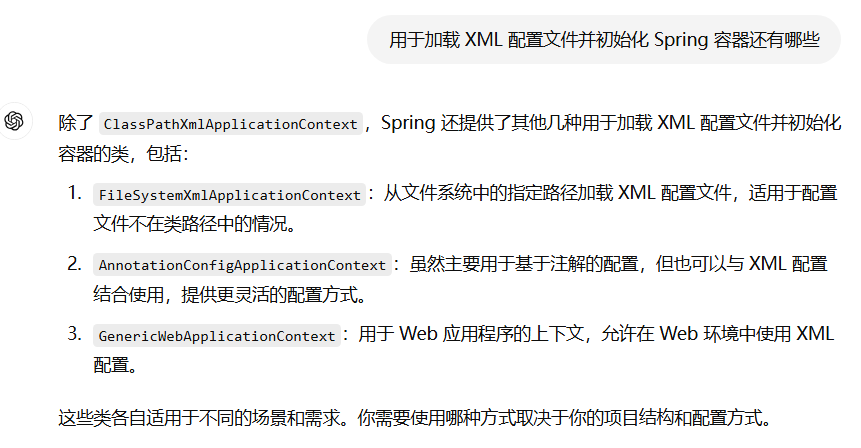 用于加载 XML 配置文件并初始化 Spring 容器还有哪些
除了 ClassPathXmlApplicationContext，Spring 还提供了其他几种用于加载 XML 配置文件并初始化
容器的类，包括：
1. FileSystemXmlApplicationContext：从文件系统中的指定路径加载 XML 配置文件，适用于配置
文件不在类路径中的情况。
2. AnnotationConfigApplicationContext：虽然主要用于基于注解的配置，但也可以与 XML 配置
结合使用，提供更灵活的配置方式。
3. GenericWebApplicationContext：用于 Web 应用程序的上下文，允许在 Web 环境中使用 XML
配置。
这些类各自适用于不同的场景和需求。你需要使用哪种方式取决于你的项目结构和配置方式。